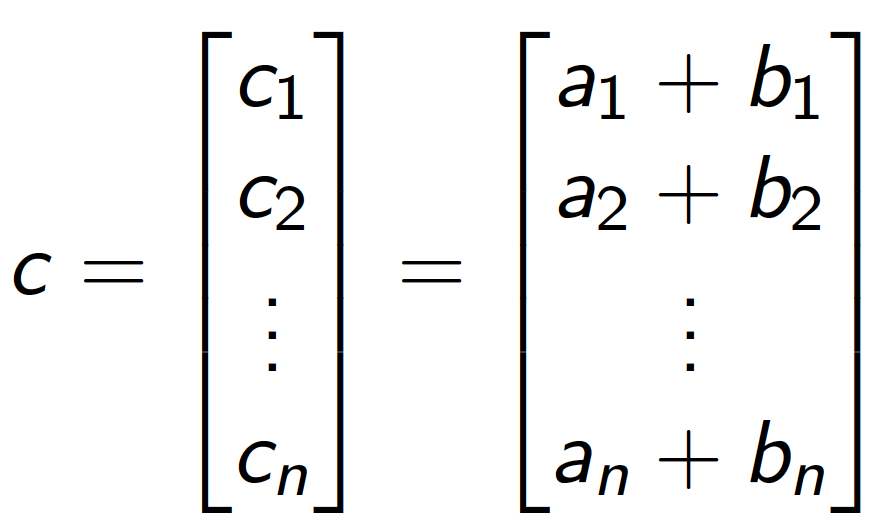 c = [ c₁ c₂ ⋮ cₙ ] = [ a₁ + b₁ a₂ + b₂ ⋮ aₙ + bₙ ]